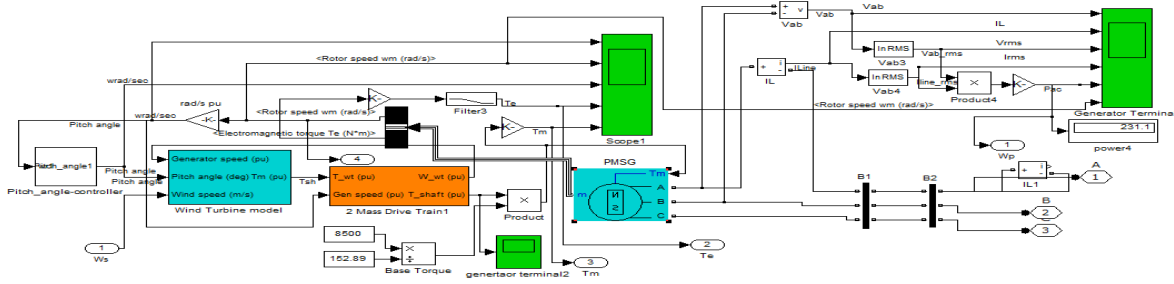 Vab
Vab
Vab
IL
Vrms
Vab_rms
In RMS
Vab3
Irms
ILine
IL
In RMS
Vab4
Iline_rms
Product4
K-
Pac
<Rotor speed wm (rad/s)>
Generator Termina
231.1
power4
1
Wp
<Rotor speed wm (rad/s)>
wrad/sec
rad/s pu
wrad/sec
Pitch angle
-K-
<Rotor speed wm (rad/s)>
<Electromagnetic torque Te (N*m)>
K-
Filter3
Te
K-
Tm
Scope1
4
Pitch_angle1
Pitch_angle-controller
Pitch angle
Pitch angle
Generator speed (pu)
Pitch angle (deg)
Tm (pu)
Wind speed (m/s)
Wind Turbine model
Tsh
T_wt (pu)
W_wt (pu)
Gen speed (pu)
T_shaft (pu)
2 Mass Drive Train1
Product
PMSG
Tm
m
N
S
A
B
C
B1
B2
IL1
A
1
B
2
C
3
1
Ws
8500
152.89
Base Torque
genertaor terminal2
3
Tm
2
Te